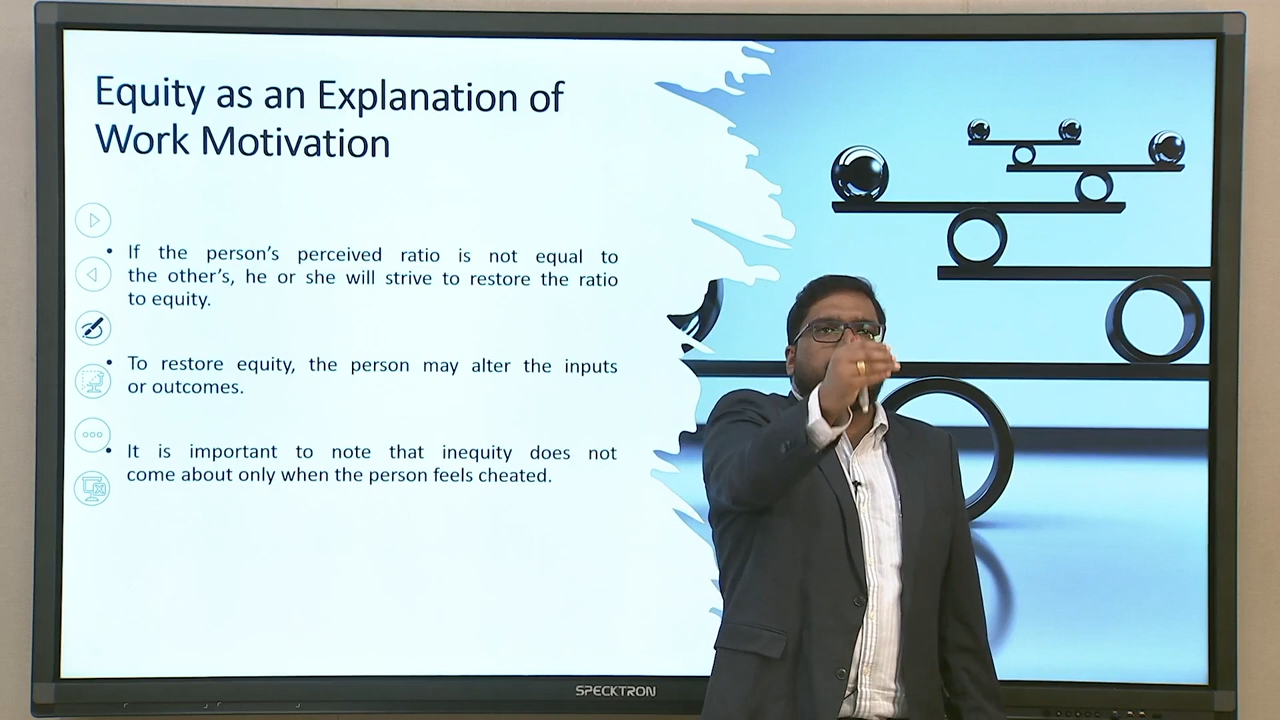 Equity as an Explanation of
Work Motivation
• If the person's perceived ratio is not equal to
the other's, he or she will strive to restore the ratio
to equity.
• To restore equity, the person may alter the inputs
or outcomes.
• It is important to note that inequity does not
come about only when the person feels cheated.
SPECKTRON